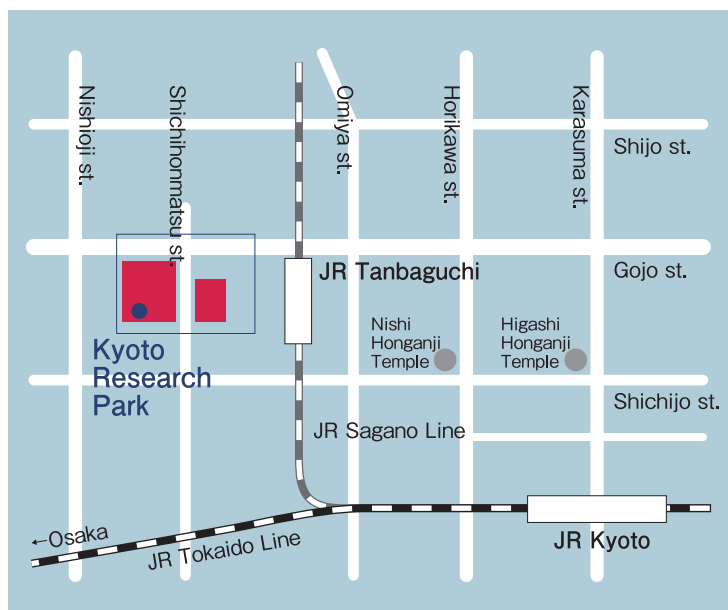 Nishioji st.
Shichihonmatsu st.
Omiya st.
Horikawa st.
Karasuma st.
Shijo st.
JR Tanbaguchi
Gojo st.
Nishi
Honganji
Temple
Higashi
Honganji
Temple
Kyoto
Research
Park
Shichijo st.
JR Sagano Line
←Osaka
JR Tokaido Line
JR Kyoto